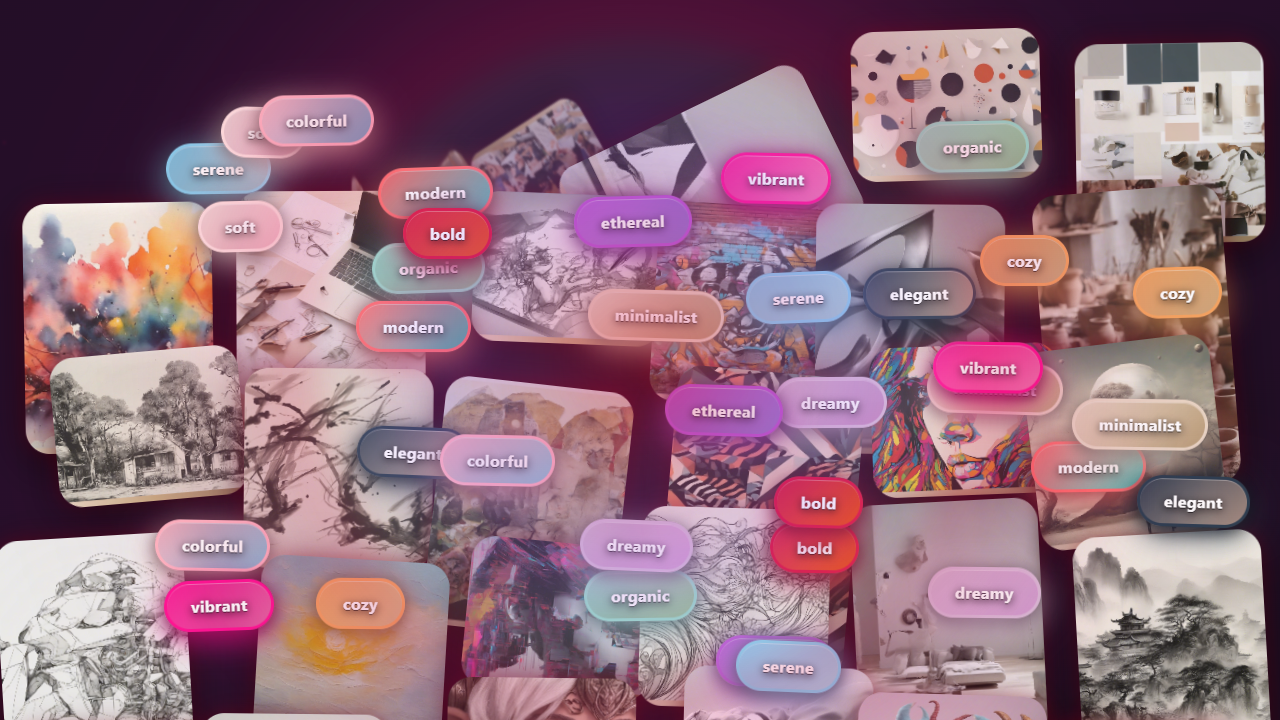 colorful
so
serene
organic
vibrant
modern
soft
ethereal
bold
organic
cozy
serene
elegant
cozy
minimalist
modern
vibrant
dreamy
ethereal
minimalist
elegant
colorful
modern
elegant
bold
colorful
dreamy
bold
cozy
vibrant
organic
dreamy
serene